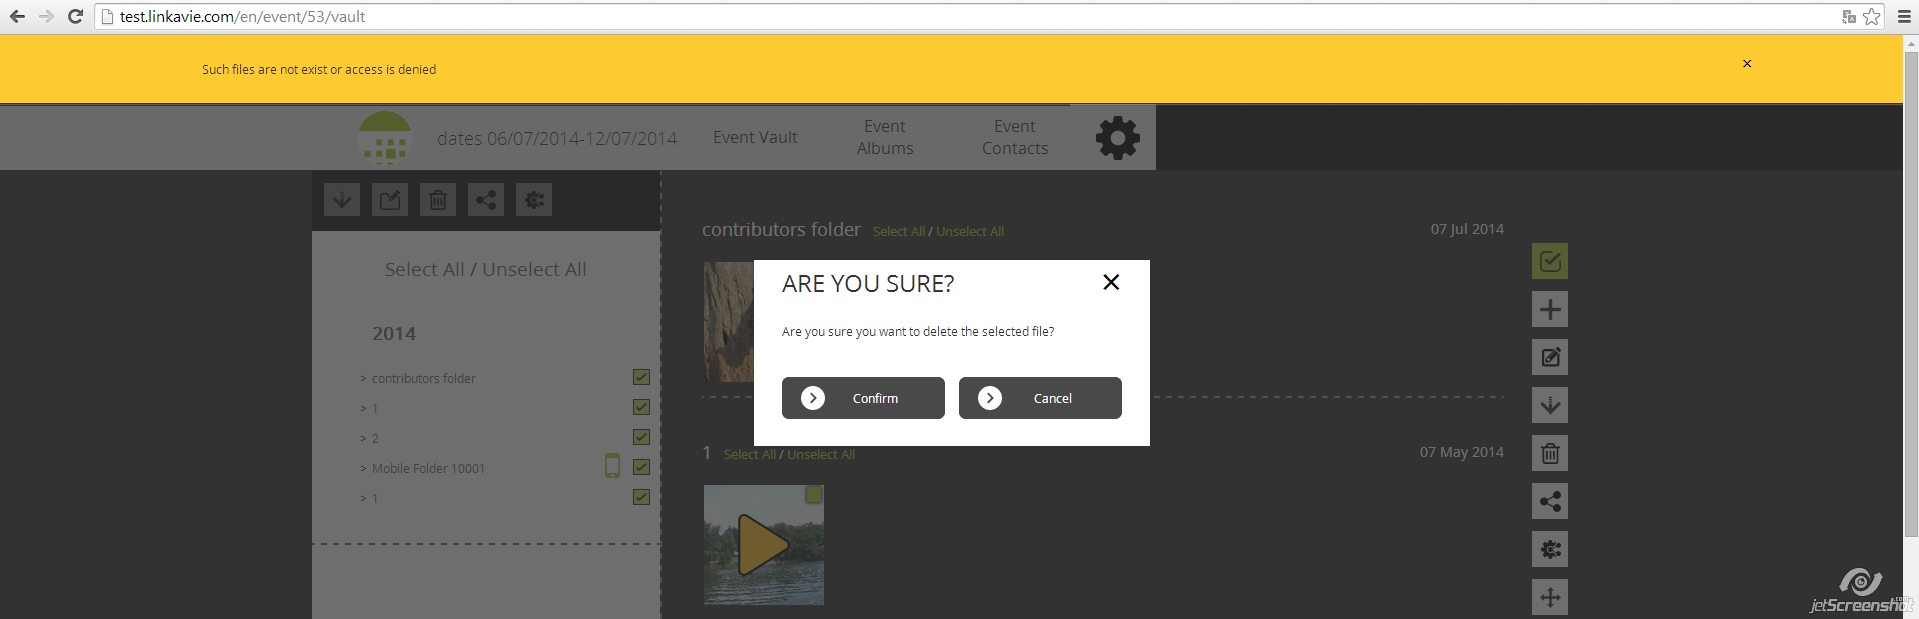 test.linkavie.com/en/event/53/vault
Such files are not exist or access is denied
dates 06/07/2014-12/07/2014
Event Vault
Event
Albums
Event
Contacts
Select All / Unselect All
2014
> contributors folder
> 1
> 2
> Mobile Folder 10001
> 1
contributors folder Select All / Unselect All 07 Jul 2014
ARE YOU SURE?
Are you sure you want to delete the selected file?
Confirm
Cancel
1 Select All / Unselect All 07 May 2014
jetScreenshot.com